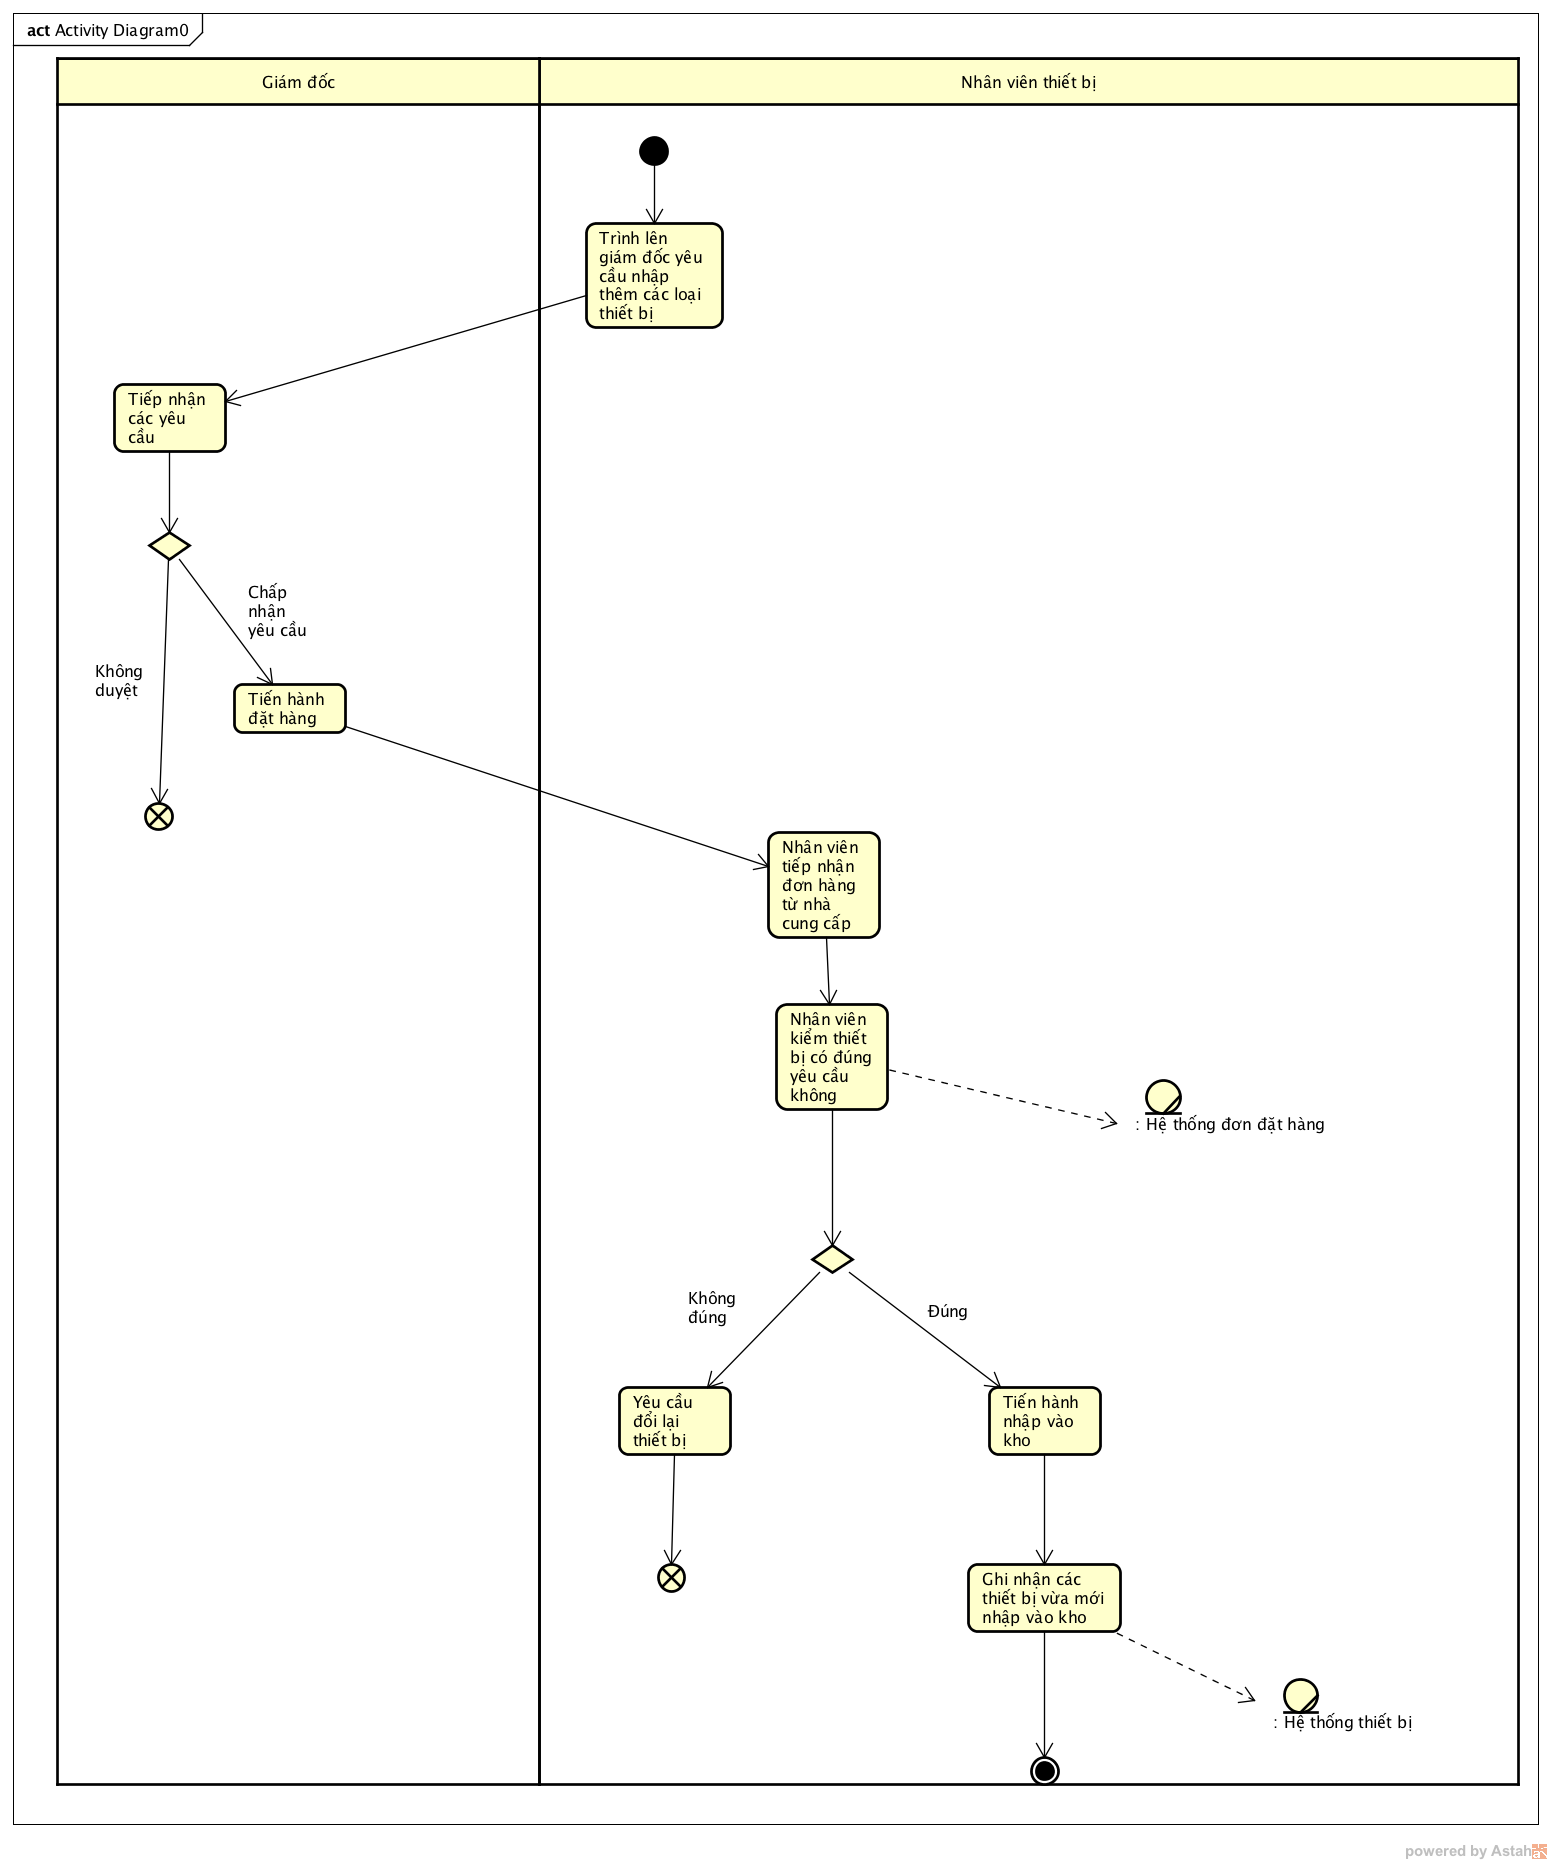 act Activity Diagram0
Giám đốc
Nhân viên thiết bị
Trình lên
giám đốc yêu
cầu nhập
thêm các loại
thiết bị
Tiếp nhận
các yêu
cầu
Chấp
nhận
yêu cầu
Không
duyệt
Tiến hành
đặt hàng
Nhân viên
tiếp nhận
đơn hàng
từ nhà
cung cấp
Nhân viên
kiểm thiết
bị có đúng
yêu cầu
không
: Hệ thống đơn đặt hàng
Không
đúng
Đúng
Yêu cầu
đổi lại
thiết bị
Tiến hành
nhập vào
kho
Ghi nhận các
thiết bị vừa mới
nhập vào kho
: Hệ thống thiết bị
powered by Astah